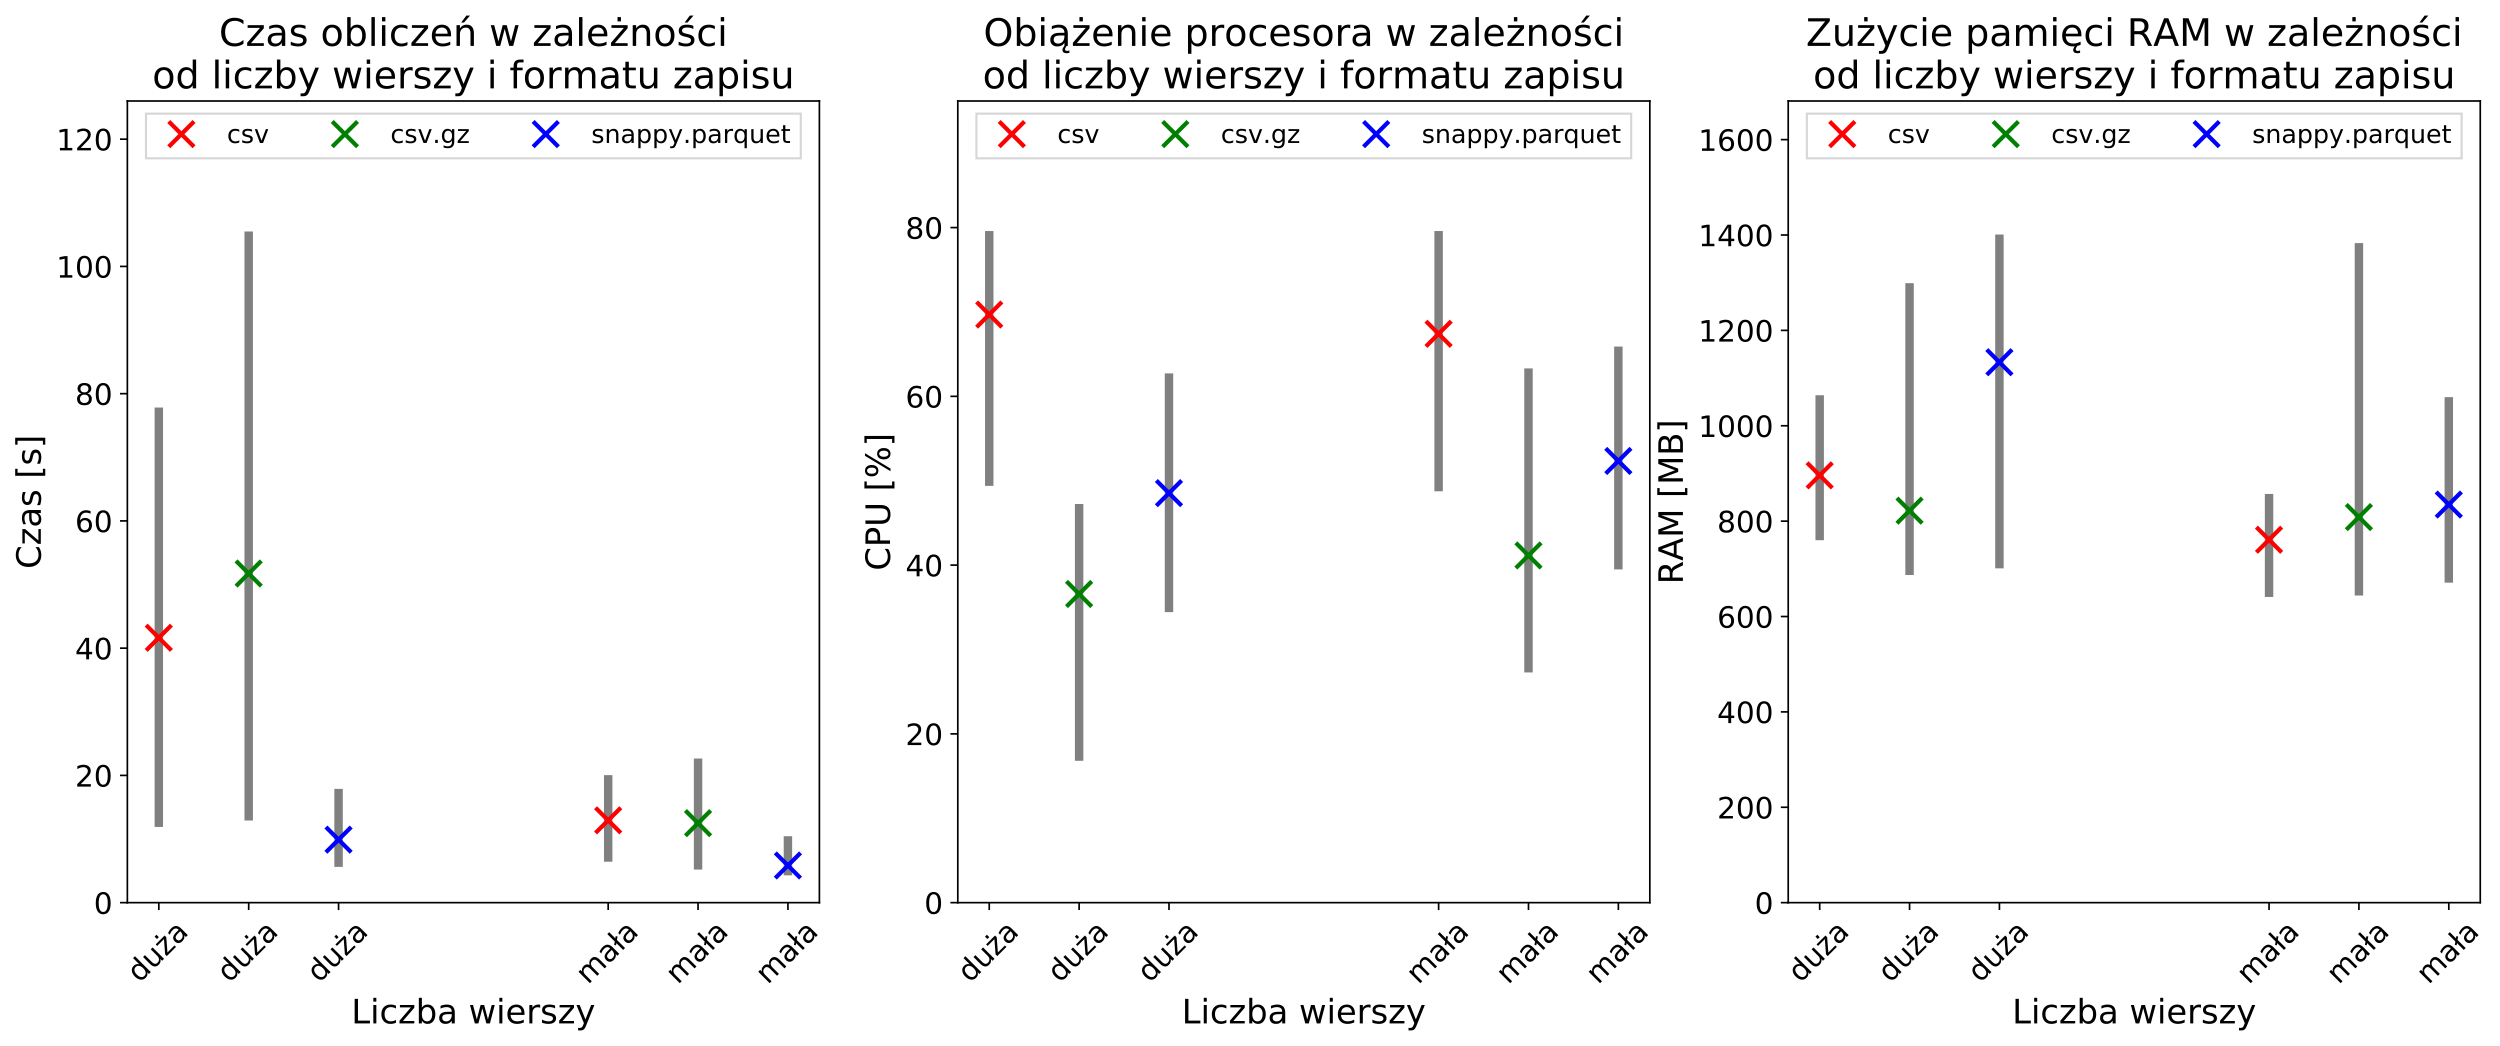 Czas obliczeń w zależności
od liczby wierszy i formatu zapisu
csv
csv.gz
snappy.parquet
120
100
80
60
40
20
0
Czas [s]
duża
duża
duża
mała
mała
mała
Liczba wierszy
Obiążenie procesora w zależności
od liczby wierszy i formatu zapisu
csv
csv.gz
snappy.parquet
80
60
40
20
0
CPU [%]
duża
duża
duża
mała
mała
mała
Liczba wierszy
Zużycie pamięci RAM w zależności
od liczby wierszy i formatu zapisu
csv
csv.gz
snappy.parquet
1600
1400
1200
1000
800
600
400
200
0
RAM [MB]
duża
duża
duża
mała
mała
mała
Liczba wierszy